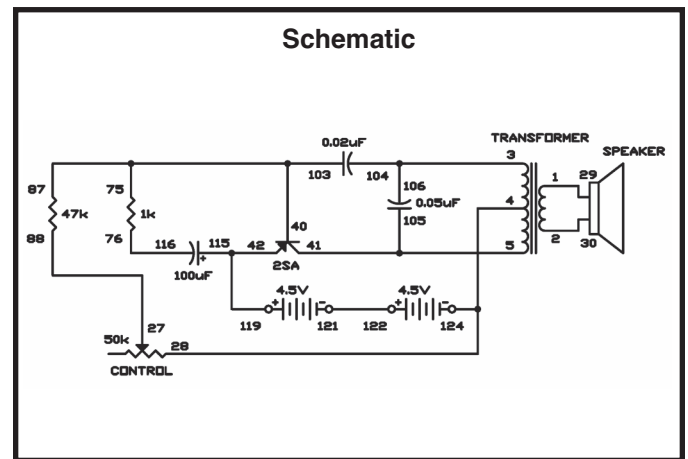 Schematic
0.02uF
TRANSFORMER
SPEAKER
103
104
3
87
75
106
1
29
47k
1k
0.05uF
4
88
76
40
105
116
115
42
41
5
2
30
100uF
+
2SA
4.5V
4.5V
+
-
+
-
119
121
122
124
27
50k
28
CONTROL